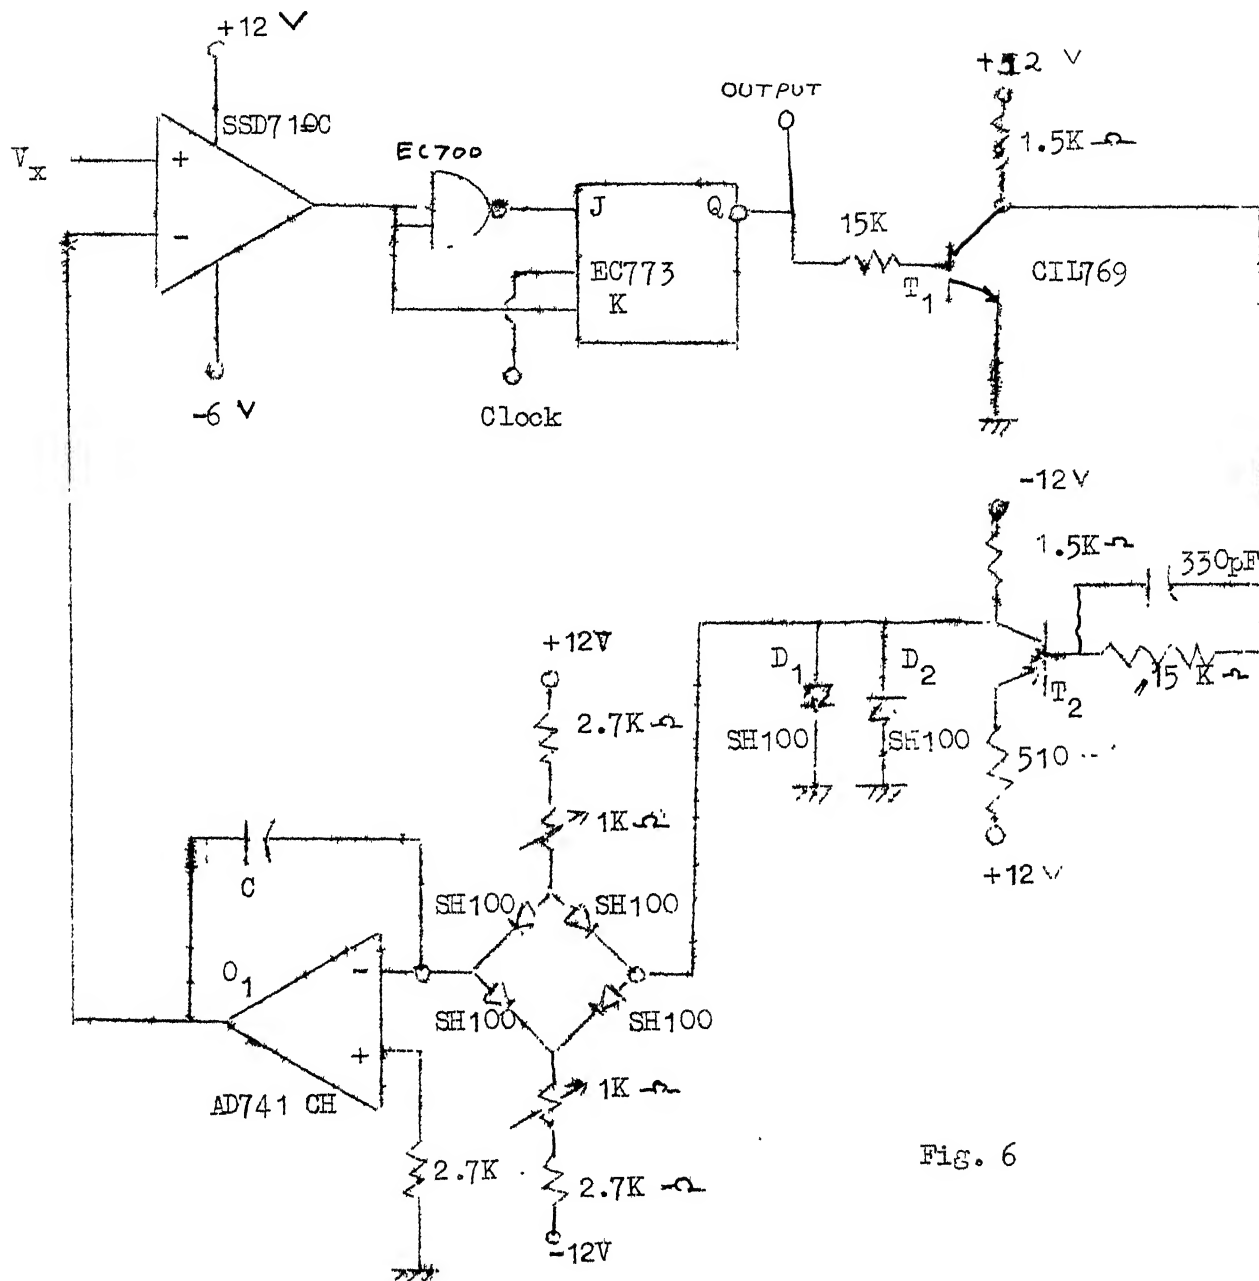 +12 V
SSD710C
V_x
+
-
-6 V
EC700
J
Q
EC773
K
Clock
OUTPUT
15K
T_1
+12 V
1.5K Ω
CIL769
-12V
1.5K Ω
330pF
15 K Ω
T_2
510
+12 V
D_1
D_2
SH100
SH100
+12V
2.7K Ω
1K Ω
SH100
SH100
SH100
SH100
1K Ω
2.7K Ω
-12V
C
O_1
-
+
AD741 CH
2.7K
Fig. 6